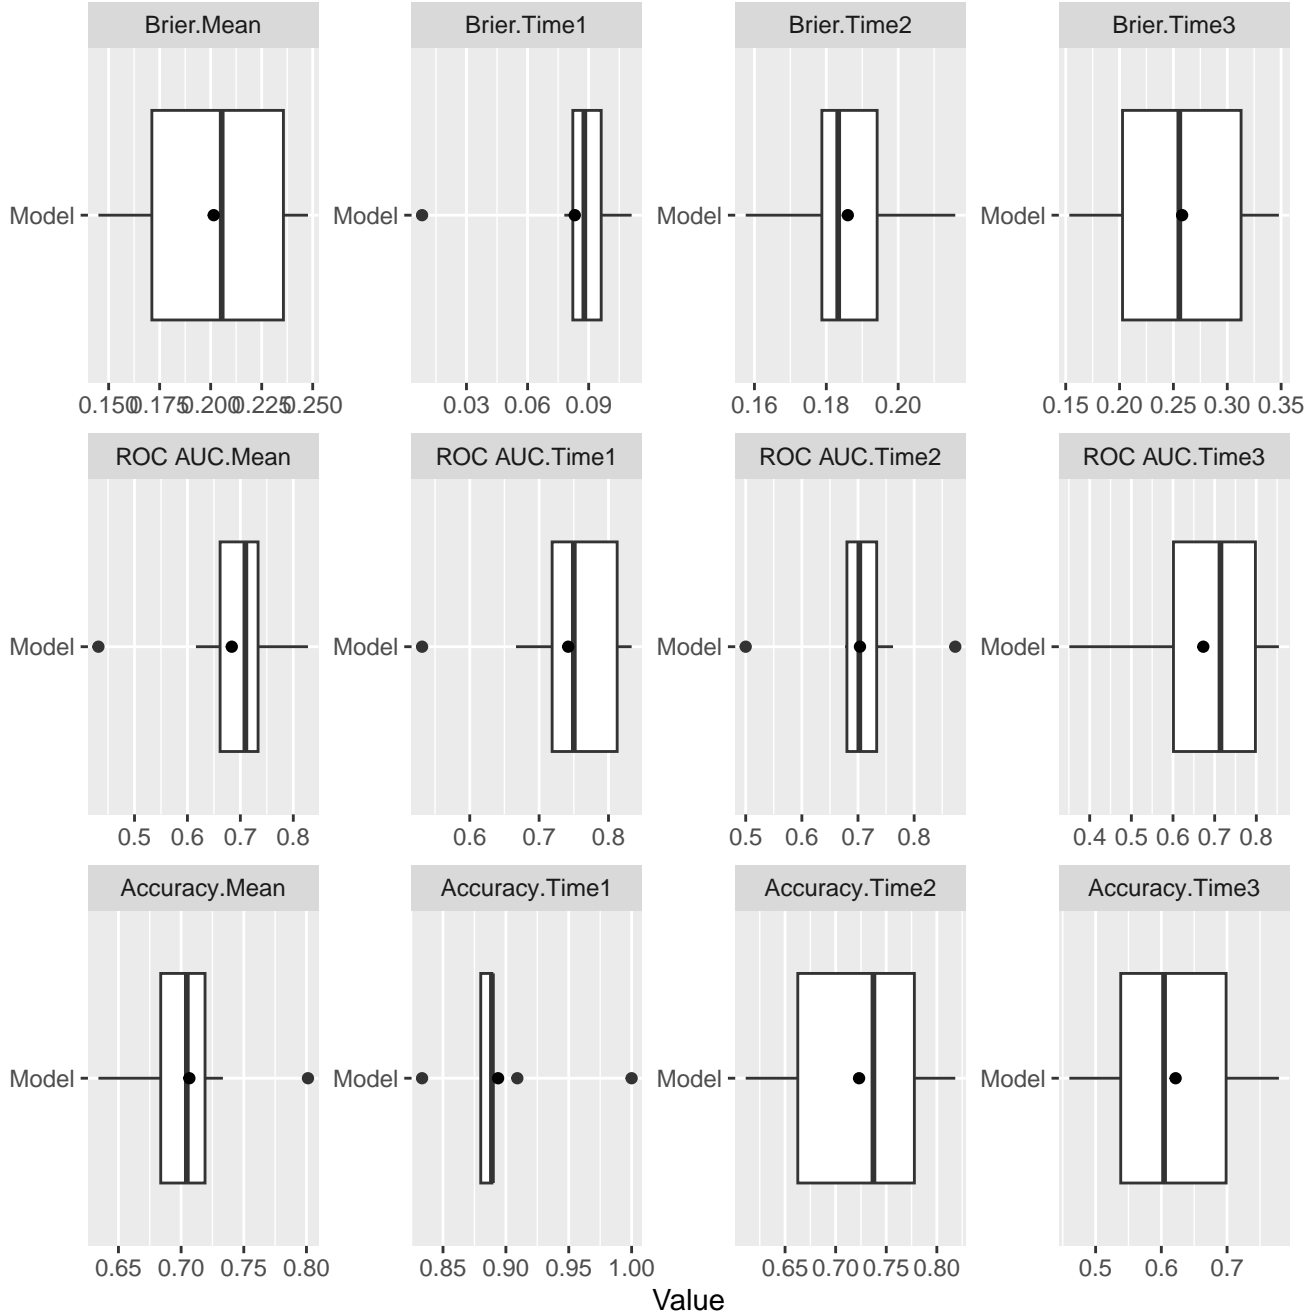 Brier.Mean Brier.Time1 Brier.Time2 Brier.Time3
Model Model Model Model
0.150 0.175 0.200 0.225 0.250 0.03 0.06 0.09 0.16 0.18 0.20 0.15 0.20 0.25 0.30 0.35
ROC AUC.Mean ROC AUC.Time1 ROC AUC.Time2 ROC AUC.Time3
Model Model Model Model
0.5 0.6 0.7 0.8 0.6 0.7 0.8 0.5 0.6 0.7 0.8 0.4 0.5 0.6 0.7 0.8
Accuracy.Mean Accuracy.Time1 Accuracy.Time2 Accuracy.Time3
Model Model Model Model
0.65 0.70 0.75 0.80 0.85 0.90 0.95 1.00 0.65 0.70 0.75 0.80 0.5 0.6 0.7
Value